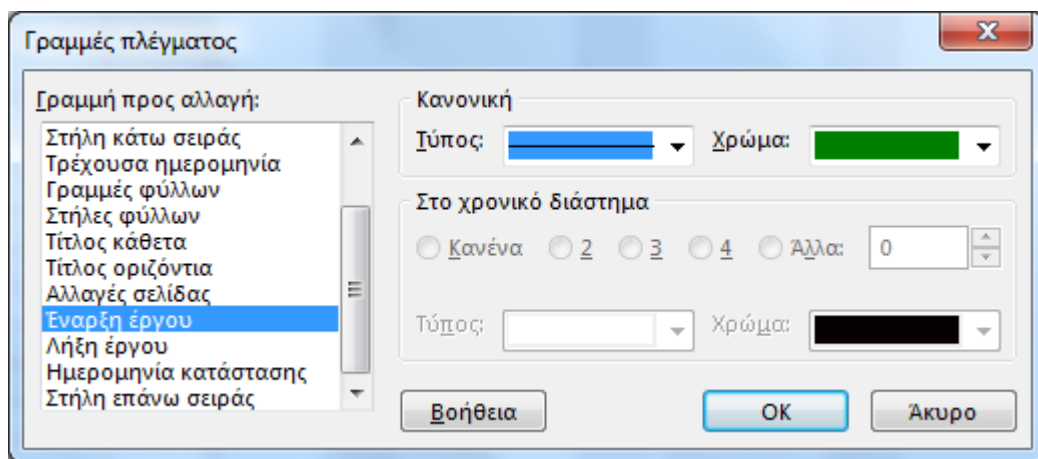 Γραμμές πλέγματος
Γραμμή προς αλλαγή:
Στήλη κάτω σειράς
Τρέχουσα ημερομηνία
Γραμμές φύλλων
Στήλες φύλλων
Τίτλος κάθετα
Τίτλος οριζόντια
Αλλαγές σελίδας
Έναρξη έργου
Λήξη έργου
Ημερομηνία κατάστασης
Στήλη επάνω σειράς
Κανονική
Τύπος: Χρώμα:
Στο χρονικό διάστημα
Κανένα 2 3 4 Άλλα: 0
Τύπος: Χρώμα:
Βοήθεια OK Άκυρο